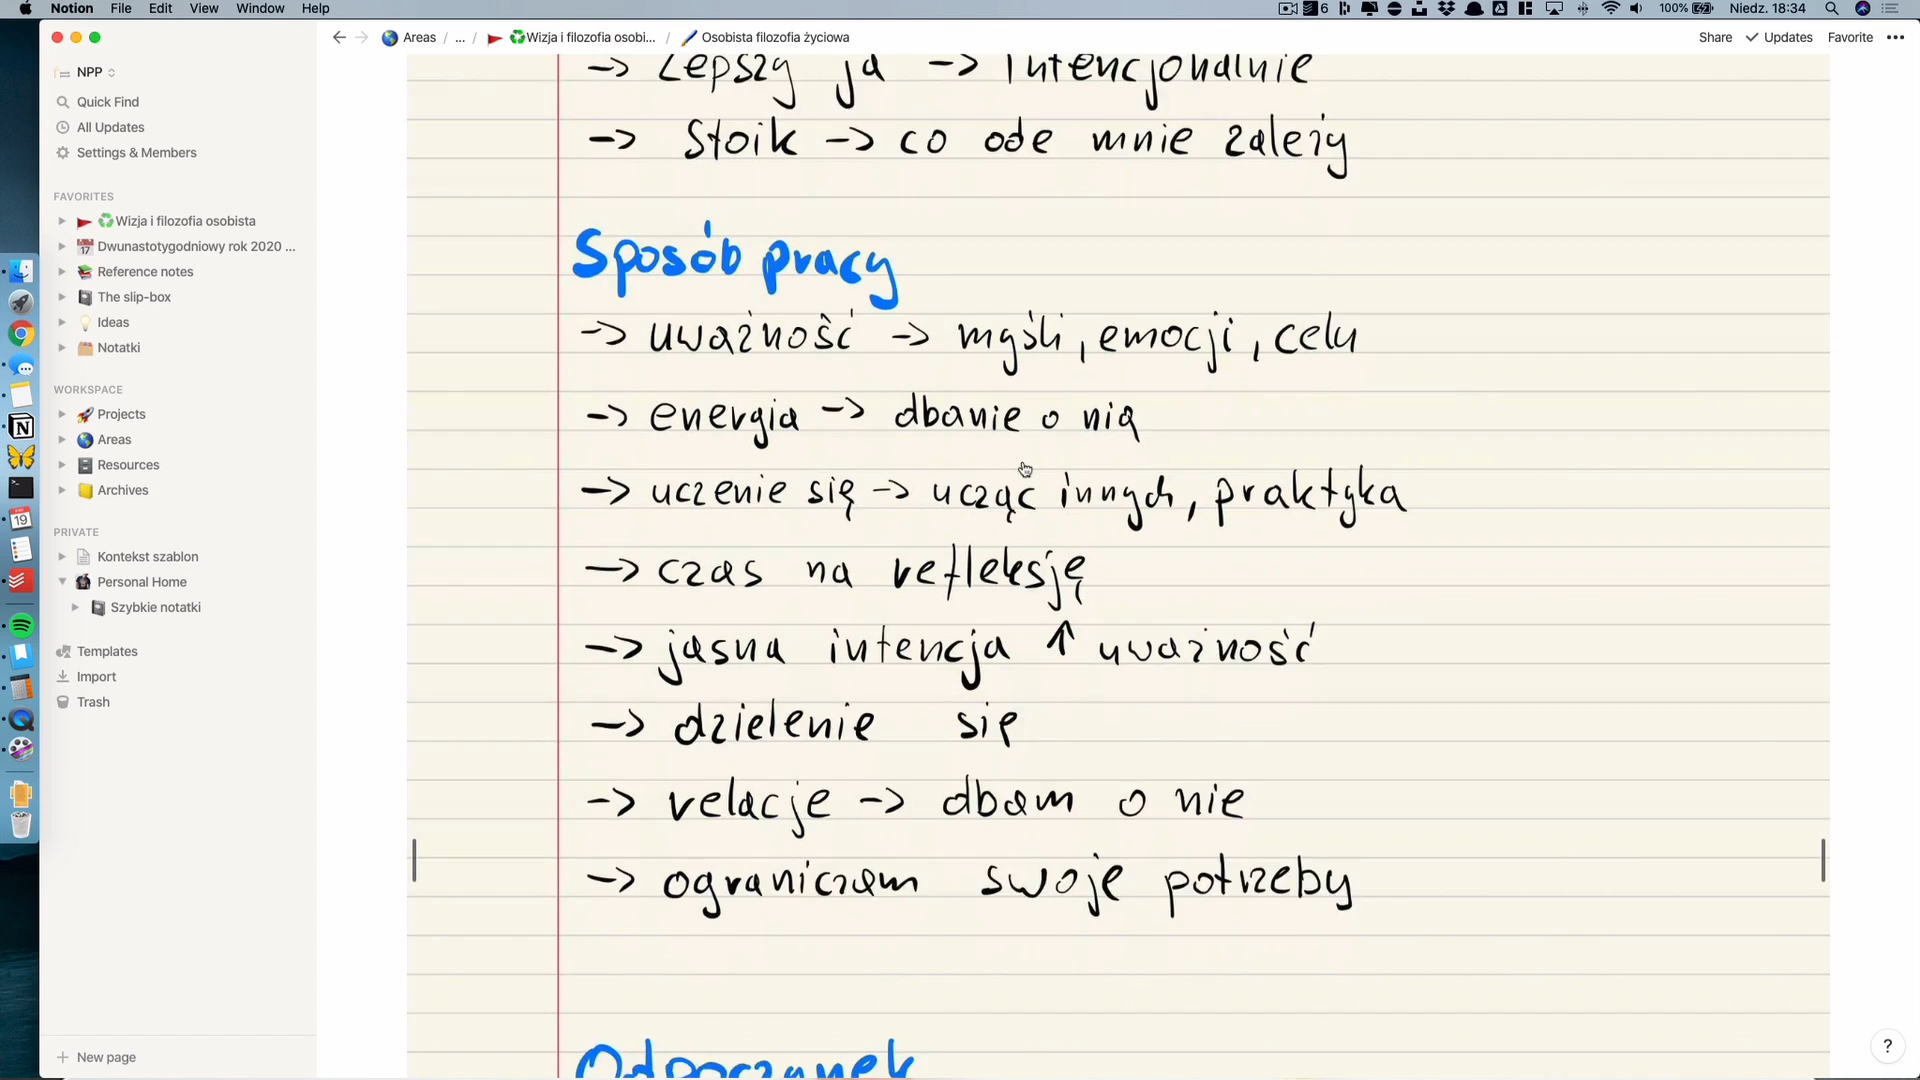 Notion File Edit View Window Help 6 100% Niedz. 18:34
Areas / ... / Wizja i filozofia osobi... / Osobista filozofia życiowa Share Updates Favorite
NPP
Quick Find
All Updates
Settings & Members
FAVORITES
Wizja i filozofia osobista
Dwunastotygodniowy rok 2020 ...
Reference notes
The slip-box
Ideas
Notatki
WORKSPACE
Projects
Areas
Resources
Archives
PRIVATE
Kontekst szablon
Personal Home
Szybkie notatki
Templates
Import
Trash
New page
-> Lepszy ja -> Intencjonalnie
-> Stoik -> co ode mnie zależy
Sposób pracy
-> uważność -> myśli, emocji, celu
-> energia -> dbanie o nią
-> uczenie się -> ucząc innych, praktyka
-> czas na refleksję
-> jasna intencja ↑ uważność
-> dzielenie się
-> relacje -> dbam o nie
-> ograniczam swoje potrzeby
Odpoczynek
?